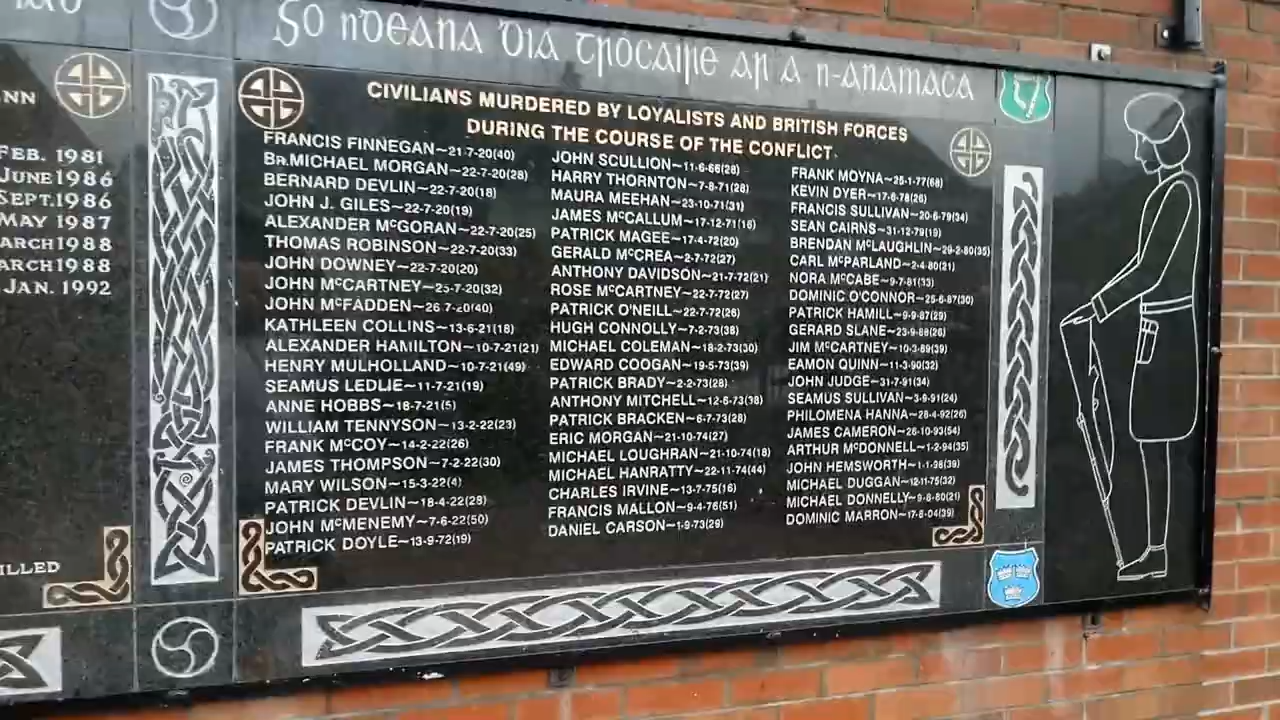 Go ndeana Dia trócaire ar a n-anamaca
CIVILIANS MURDERED BY LOYALISTS AND BRITISH FORCES
DURING THE COURSE OF THE CONFLICT.
FEB. 1981
JUNE 1986
SEPT. 1986
MAY 1987
ARCH 1988
ARCH 1988
JAN. 1992
ILLED
FRANCIS FINNEGAN~21-7-20(40)
BR. MICHAEL MORGAN~22-7-20(28)
BERNARD DEVLIN~22-7-20(18)
JOHN J. GILES~22-7-20(19)
ALEXANDER McGORAN~22-7-20(25)
THOMAS ROBINSON~22-7-20(33)
JOHN DOWNEY~22-7-20(20)
JOHN McCARTNEY~25-7-20(32)
JOHN McFADDEN~26-7-20(40)
KATHLEEN COLLINS~13-6-21(18)
ALEXANDER HAMILTON~10-7-21(21)
HENRY MULHOLLAND~10-7-21(49)
SEAMUS LEDLIE~11-7-21(19)
ANNE HOBBS~18-7-21(5)
WILLIAM TENNYSON~13-2-22(23)
FRANK McCOY~14-2-22(26)
JAMES THOMPSON~7-2-22(30)
MARY WILSON~15-3-22(4)
PATRICK DEVLIN~18-4-22(29)
JOHN McMENEMY~7-6-22(50)
PATRICK DOYLE~13-9-72(19)
JOHN SCULLION~11-6-66(28)
HARRY THORNTON~7-8-71(28)
MAURA MEEHAN~23-10-71(31)
JAMES McCALLUM~17-12-71(16)
PATRICK MAGEE~17-4-72(20)
GERALD McCREA~2-7-72(27)
ANTHONY DAVIDSON~21-7-72(21)
ROSE McCARTNEY~22-7-72(27)
PATRICK O'NEILL~22-7-72(26)
HUGH CONNOLLY~7-2-73(38)
MICHAEL COLEMAN~18-2-73(30)
EDWARD COOGAN~19-5-73(39)
PATRICK BRADY~2-2-73(28)
ANTHONY MITCHELL~12-6-73(38)
PATRICK BRACKEN~6-7-73(28)
ERIC MORGAN~21-10-74(27)
MICHAEL LOUGHRAN~21-10-74(18)
MICHAEL HANRATTY~22-11-74(44)
CHARLES IRVINE~13-7-75(16)
FRANCIS MALLON~9-4-76(51)
DANIEL CARSON~1-9-73(29)
FRANK MOYNA~25-1-77(68)
KEVIN DYER~17-6-78(26)
FRANCIS SULLIVAN~20-6-79(34)
SEAN CAIRNS~31-12-79(19)
BRENDAN McLAUGHLIN~29-2-80(35)
CARL McPARLAND~2-4-80(21)
NORA McCABE~9-7-81(33)
DOMINIC O'CONNOR~25-6-87(30)
PATRICK HAMILL~9-9-87(29)
GERARD SLANE~23-9-88(26)
JIM McCARTNEY~10-3-89(39)
EAMON QUINN~11-3-90(32)
JOHN JUDGE~31-7-91(34)
SEAMUS SULLIVAN~3-9-91(24)
PHILOMENA HANNA~28-4-92(26)
JAMES CAMERON~26-10-93(54)
ARTHUR McDONNELL~1-2-94(35)
JOHN HEMSWORTH~1-1-98(39)
MICHAEL DUGGAN~12-11-75(32)
MICHAEL DONNELLY~9-8-80(21)
DOMINIC MARRON~17-8-04(39)